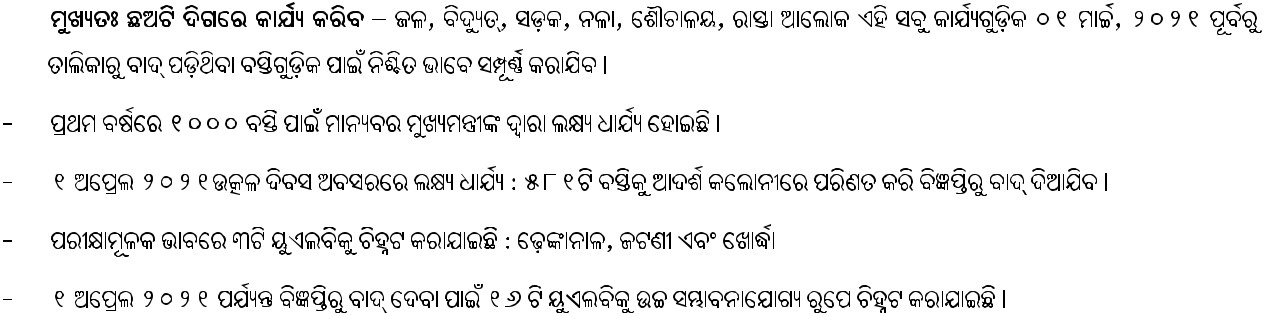 ମୁଖ୍ୟତଃ ଛଅଟି ଦିଗରେ କାର୍ଯ୍ୟ କରିବ – ଜଳ, ବିଦ୍ୟୁତ୍, ସଡ଼କ, ନଳା, ଶୌଚାଳୟ, ରାସ୍ତା ଆଲୋକ ଏହି ସବୁ କାର୍ଯ୍ୟଗୁଡ଼ିକ ୦୧ ମାର୍ଚ୍ଚ, ୨୦୨୧ ପୂର୍ବରୁ
ତାଲିକାରୁ ବାଦ୍ ପଡ଼ିଥିବା ବସ୍ତିଗୁଡ଼ିକ ପାଇଁ ନିଶ୍ଚିତ ଭାବେ ସମ୍ପୂର୍ଣ୍ଣ କରାଯିବ ।
- ପ୍ରଥମ ବର୍ଷରେ ୧୦୦୦ ବସ୍ତି ପାଇଁ ମାନ୍ୟବର ମୁଖ୍ୟମନ୍ତ୍ରୀଙ୍କ ଦ୍ୱାରା ଲକ୍ଷ୍ୟ ଧାର୍ଯ୍ୟ ହୋଇଛି ।
- ୧ ଅପ୍ରେଲ ୨୦୨୧ଉତ୍କଳ ଦିବସ ଅବସରରେ ଲକ୍ଷ୍ୟ ଧାର୍ଯ୍ୟ : ୫୮୧ଟି ବସ୍ତିକୁ ଆଦର୍ଶ କଲୋନୀରେ ପରିଣତ କରି ବିଜ୍ଞପ୍ତିରୁ ବାଦ୍ ଦିଆଯିବ ।
- ପରୀକ୍ଷାମୂଳକ ଭାବରେ ୩ଟି ୟୁଏଲବିକୁ ଚିହ୍ନଟ କରାଯାଇଛି : ଢ଼େଙ୍କାନାଳ, ଜଟଣୀ ଏବଂ ଖୋର୍ଦ୍ଧା
- ୧ ଅପ୍ରେଲ ୨୦୨୧ ପର୍ଯ୍ୟନ୍ତ ବିଜ୍ଞପ୍ତିରୁ ବାଦ୍ ଦେବା ପାଇଁ ୧୬ ଟି ୟୁଏଲବିକୁ ଉଚ୍ଚ ସମ୍ଭାବନାଯୋଗ୍ୟ ରୁପେ ଚିହ୍ନଟ କରାଯାଇଛି ।